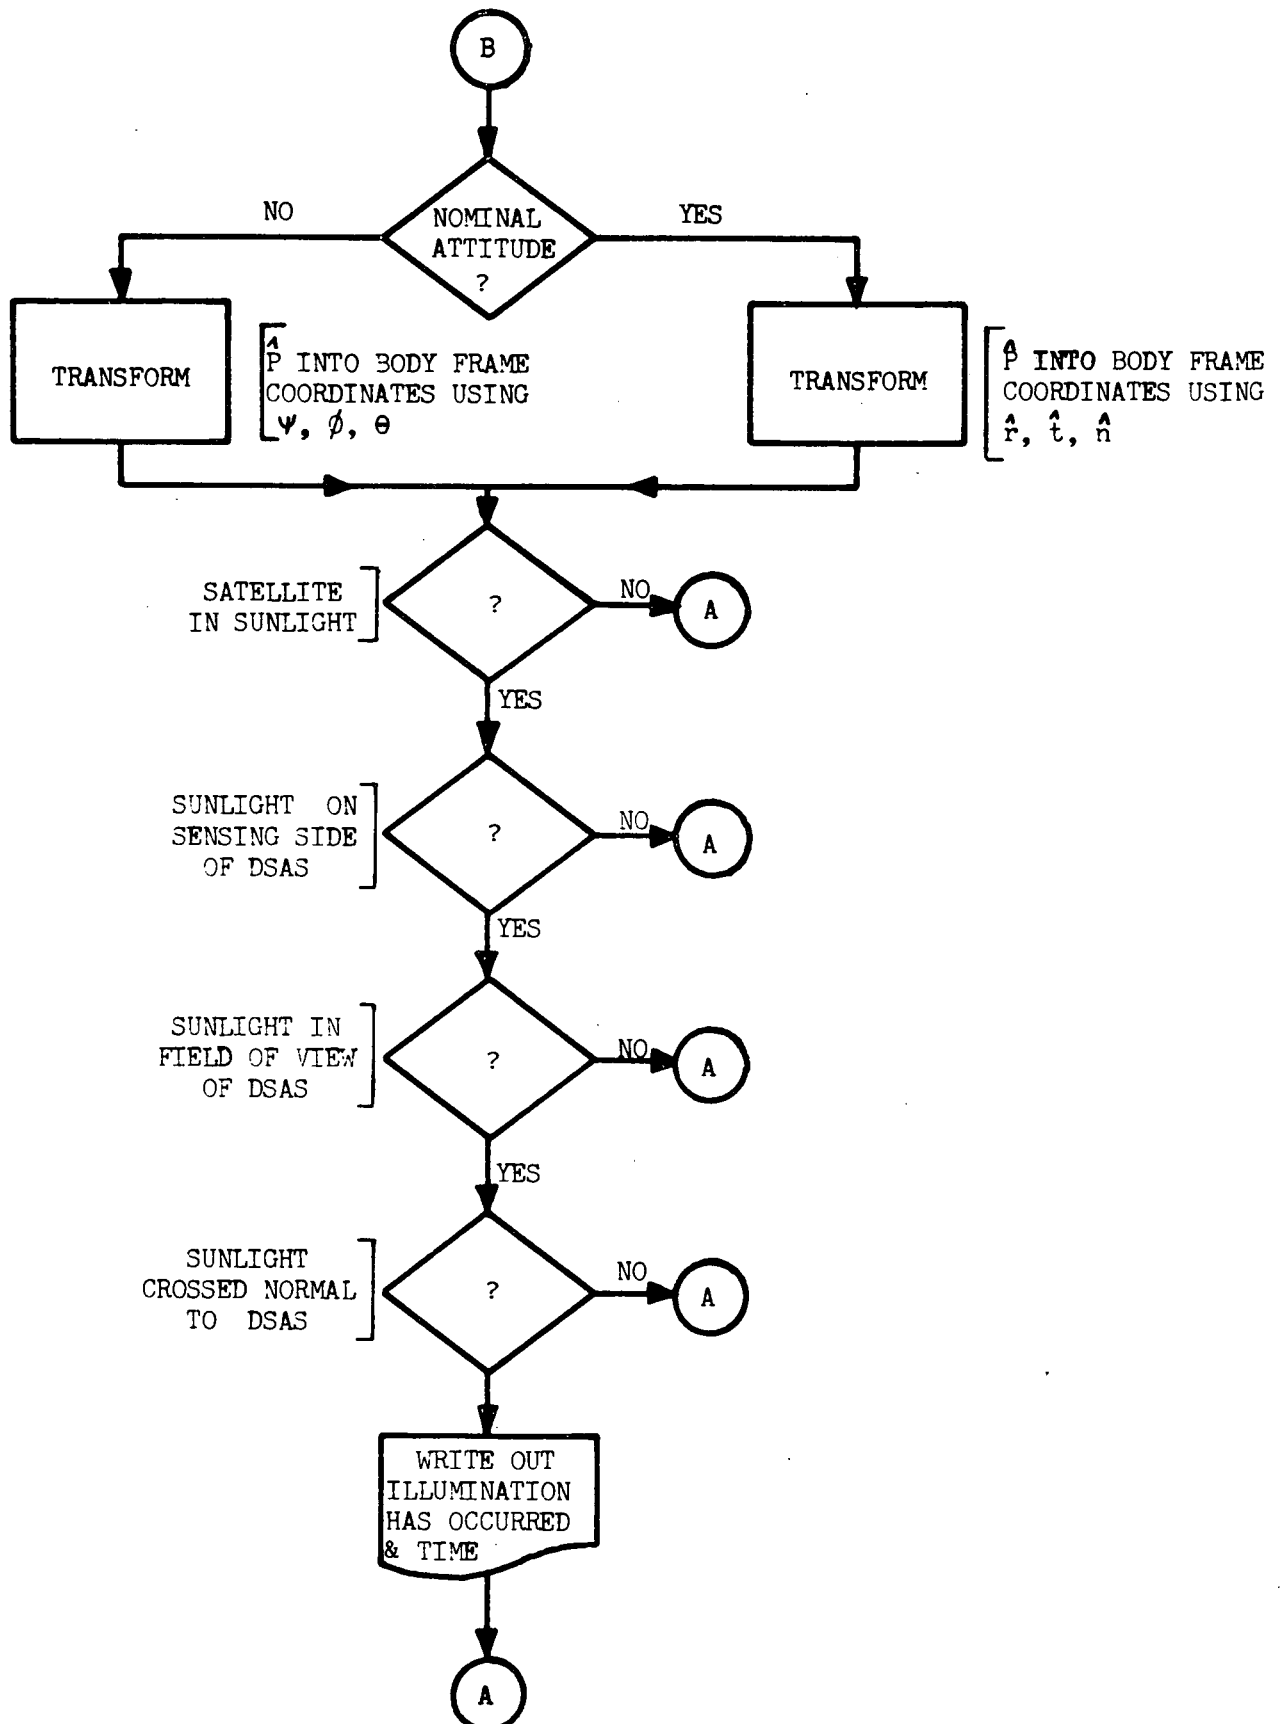 B
NO
NOMINAL
ATTITUDE
?
YES
TRANSFORM
P̂ INTO BODY FRAME
COORDINATES USING
Ψ, ϕ, θ
TRANSFORM
P̂ INTO BODY FRAME
COORDINATES USING
r̂, t̂, n̂
SATELLITE
IN SUNLIGHT
?
NO
A
YES
SUNLIGHT ON
SENSING SIDE
OF DSAS
?
NO
A
YES
SUNLIGHT IN
FIELD OF VIEW
OF DSAS
?
NO
A
YES
SUNLIGHT
CROSSED NORMAL
TO DSAS
?
NO
A
WRITE OUT
ILLUMINATION
HAS OCCURRED
& TIME
A